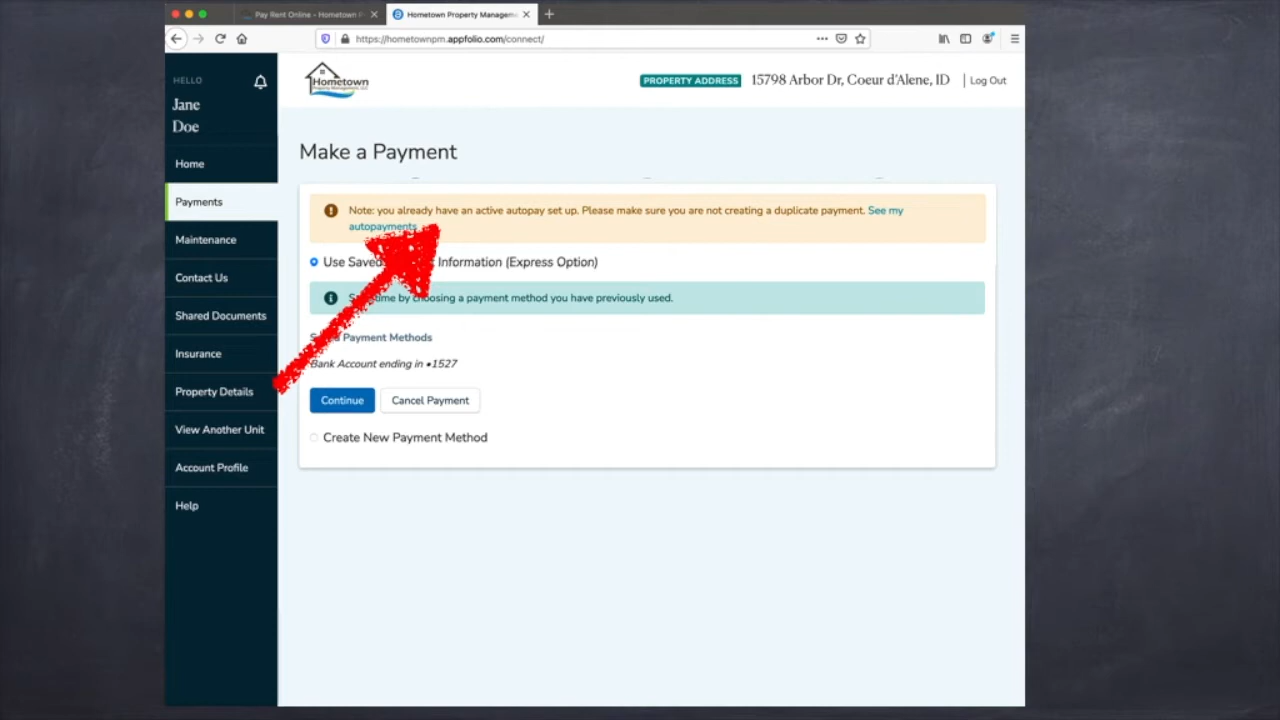 Pay Rent Online - Hometown P
Hometown Property Managem
https://hometownpm.appfolio.com/connect/
HELLO
Jane
Doe
Hometown
Property Management, LLC
PROPERTY ADDRESS 15798 Arbor Dr, Coeur d'Alene, ID | Log Out
Home
Payments
Maintenance
Contact Us
Shared Documents
Insurance
Property Details
View Another Unit
Account Profile
Help
Make a Payment
Note: you already have an active autopay set up. Please make sure you are not creating a duplicate payment. See my
autopayments
Use Saved Information (Express Option)
time by choosing a payment method you have previously used.
Payment Methods
Bank Account ending in •1527
Continue Cancel Payment
Create New Payment Method